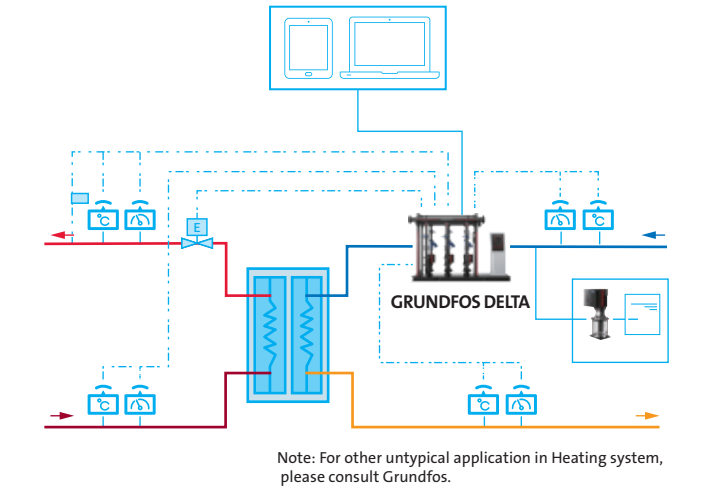 °C
E
°C
GRUNDFOS DELTA
°C
°C
Note: For other untypical application in Heating system,
please consult Grundfos.